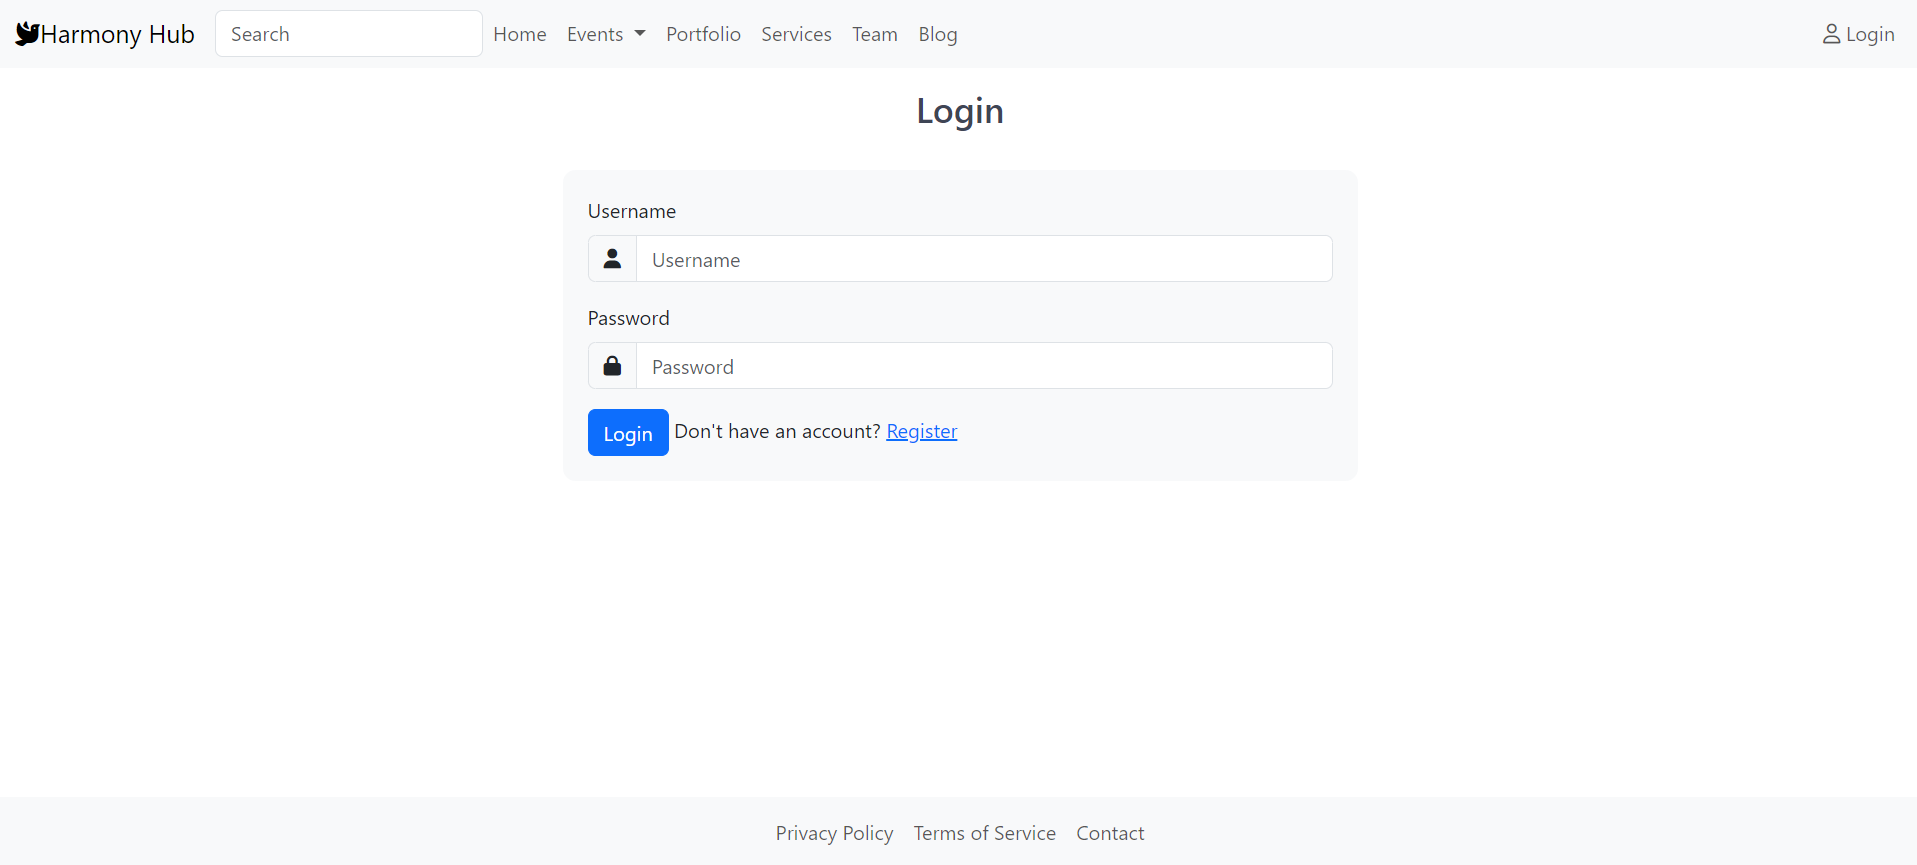 Harmony Hub Search Home Events Portfolio Services Team Blog Login
Login
Username
Username
Password
Password
Login Don't have an account? Register
Privacy Policy Terms of Service Contact